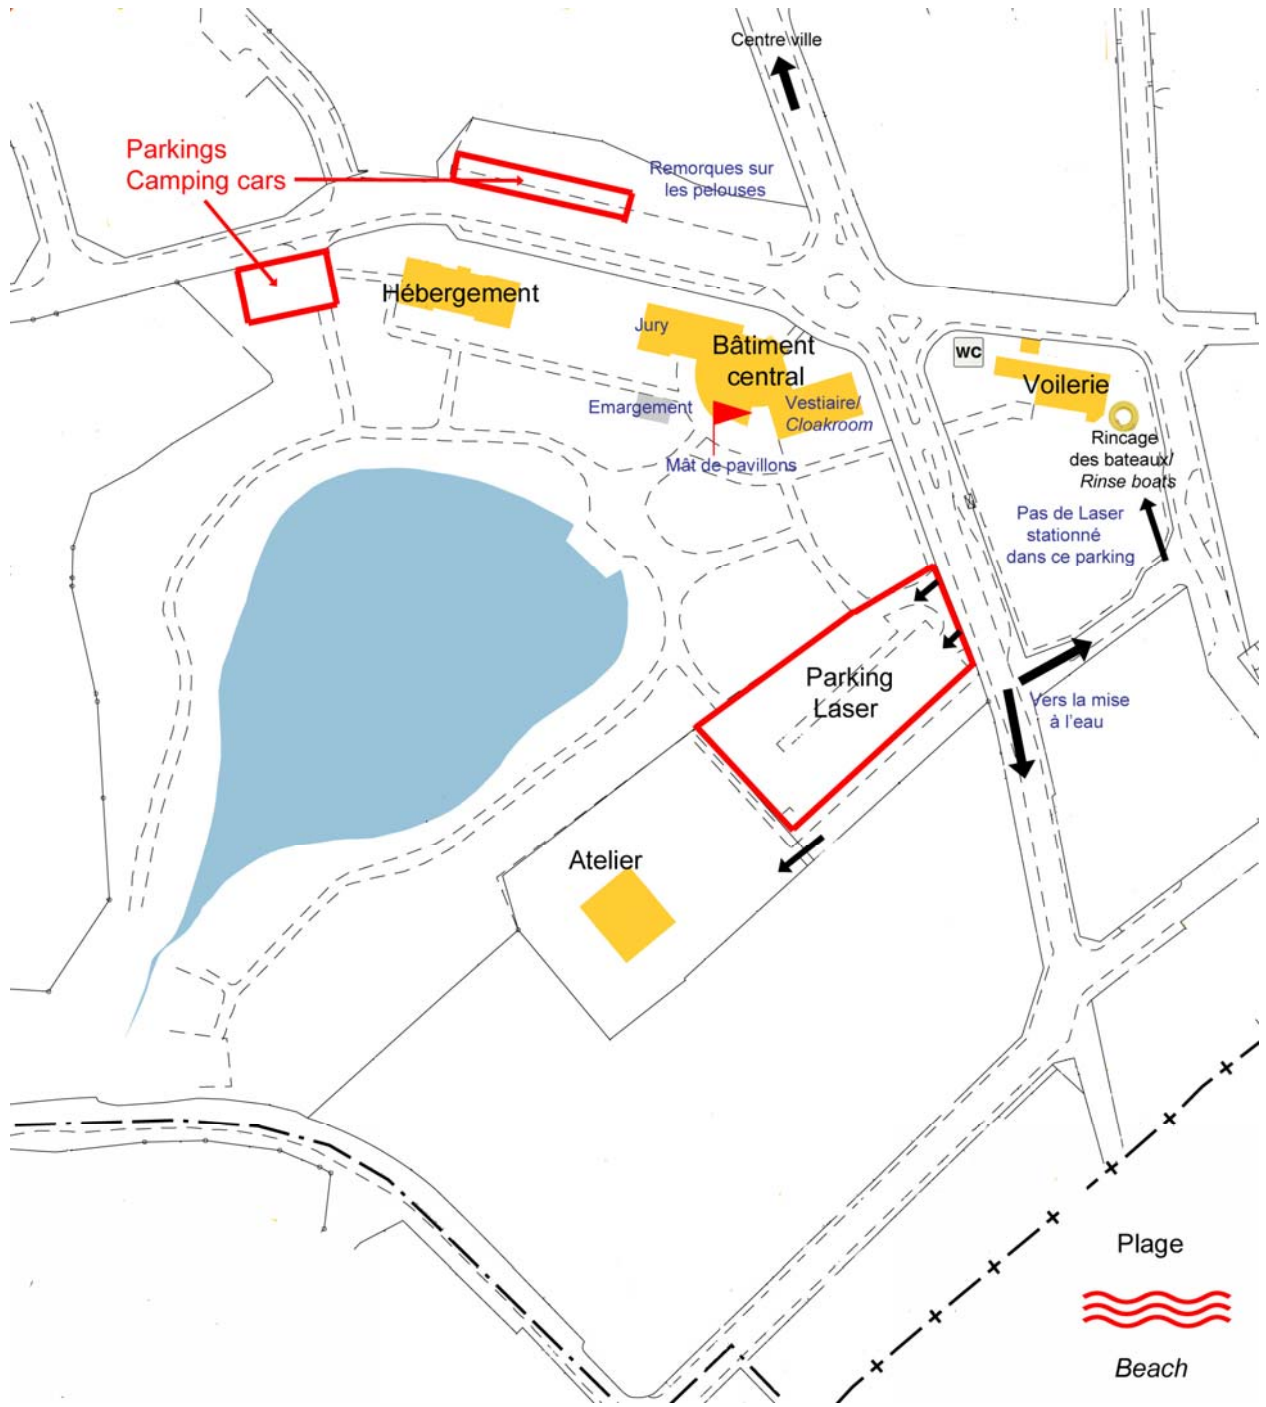 Centre ville
Parkings
Camping cars
Remorques sur
les pelouses
Hébergement
Jury
Bâtiment
central
WC
Voilerie
Emargement
Vestiaire/
Cloakroom
Mât de pavillons
Rincage
des bateaux/
Rinse boats
Pas de Laser
stationné
dans ce parking
Parking
Laser
Vers la mise
à l'eau
Atelier
Plage
Beach